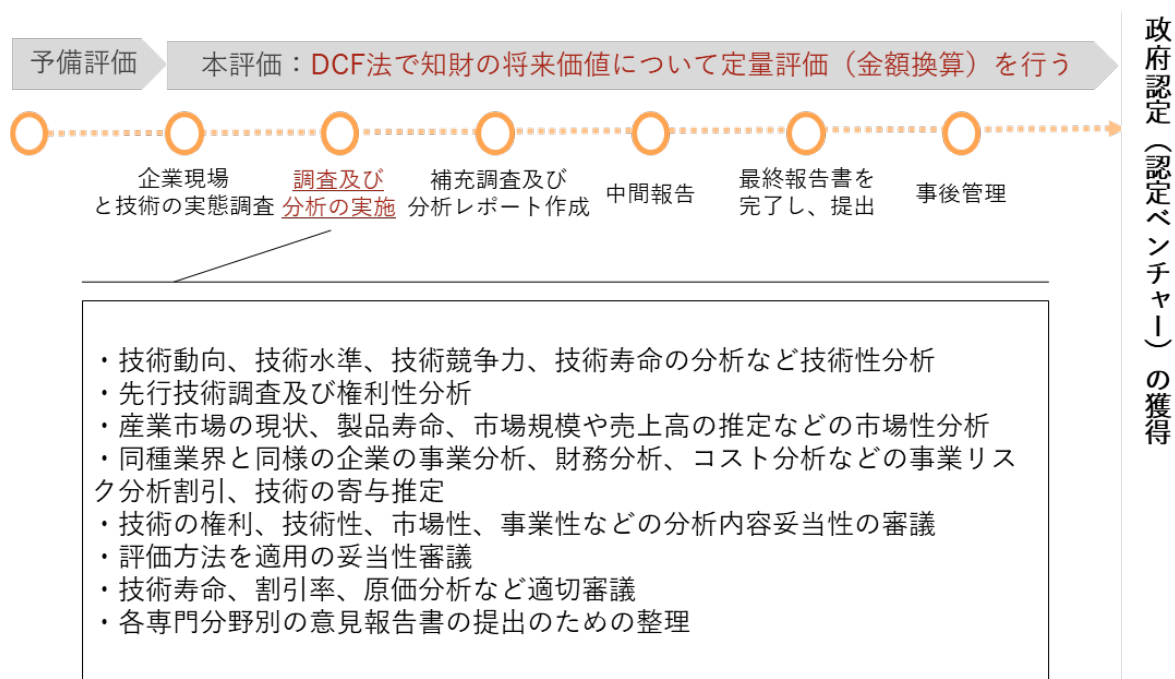 予備評価
本評価：DCF法で知財の将来価値について定量評価（金額換算）を行う
企業現場
と技術の実態調査
調査及び
分析の実施
補充調査及び
分析レポート作成
中間報告
最終報告書を
完了し、提出
事後管理
・技術動向、技術水準、技術競争力、技術寿命の分析など技術性分析
・先行技術調査及び権利性分析
・産業市場の現状、製品寿命、市場規模や売上高の推定などの市場性分析
・同種業界と同様の企業の事業分析、財務分析、コスト分析などの事業リス
ク分析割引、技術の寄与推定
・技術の権利、技術性、市場性、事業性などの分析内容妥当性の審議
・評価方法を適用の妥当性審議
・技術寿命、割引率、原価分析など適切審議
・各専門分野別の意見報告書の提出のための整理
政府認定（認定ベンチャー）の獲得